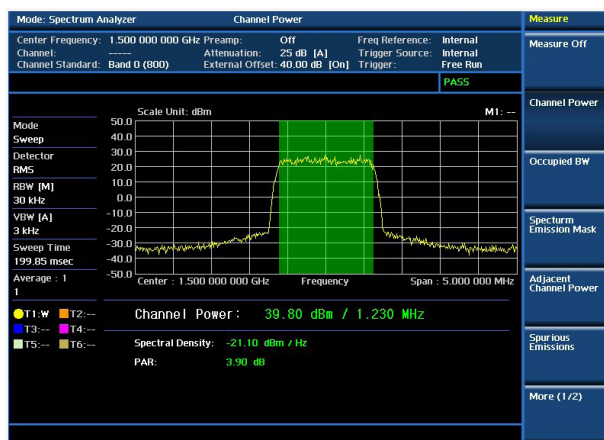 Mode: Spectrum Analyzer Channel Power Measure
Center Frequency: 1.500 000 000 GHz Preamp: Off Freq Reference: Internal
Channel: ----- Attenuation: 25 dB [A] Trigger Source: Internal
Channel Standard: Band 0 (800) External Offset: 40.00 dB [On] Trigger: Free Run
PASS
Measure Off
Channel Power
Occupied BW
Specturm
Emission Mask
Adjacent
Channel Power
Spurious
Emissions
More (1/2)
Mode
Sweep
Detector
RMS
RBW [M]
30 kHz
VBW [A]
3 kHz
Sweep Time
199.85 msec
Average : 1
1
T1:W T2:--
T3:-- T4:--
T5:-- T6:--
Scale Unit: dBm M1: --
50.0
40.0
30.0
20.0
10.0
0.0
-10.0
-20.0
-30.0
-40.0
-50.0
Center : 1.500 000 000 GHz Frequency Span : 5.000 000 MHz
Channel Power: 39.80 dBm / 1.230 MHz
Spectral Density: -21.10 dBm / Hz
PAR: 3.90 dB